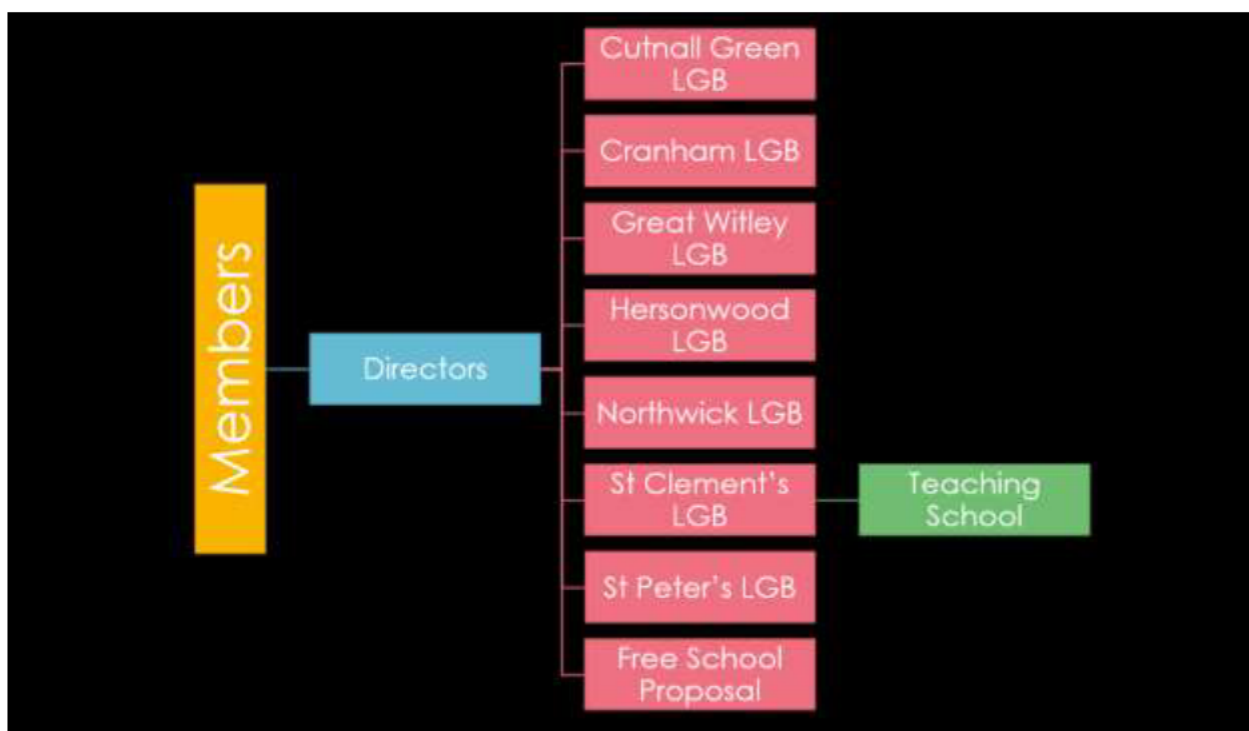 Members
Directors
Cutnall Green
LGB
Cranham LGB
Great Witley
LGB
Hersonwood
LGB
Northwick LGB
St Clement's
LGB
St Peter's LGB
Free School
Proposal
Teaching
School